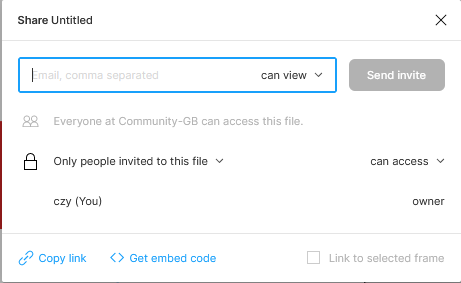 Share Untitled
Email, comma separated can view Send invite
Everyone at Community-GB can access this file.
Only people invited to this file can access
czy (You) owner
Copy link Get embed code Link to selected frame